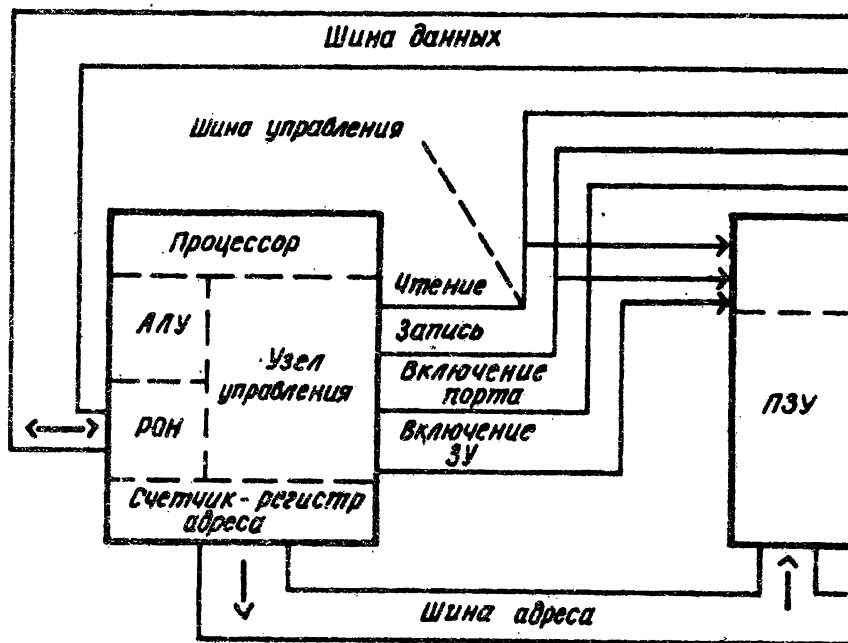 Шина данных
Шина управления
Процессор
АЛУ
Узел
управления
РОН
Счетчик-регистр
адреса
Чтение
Запись
Включение
порта
Включение
ЗУ
ПЗУ
Шина адреса